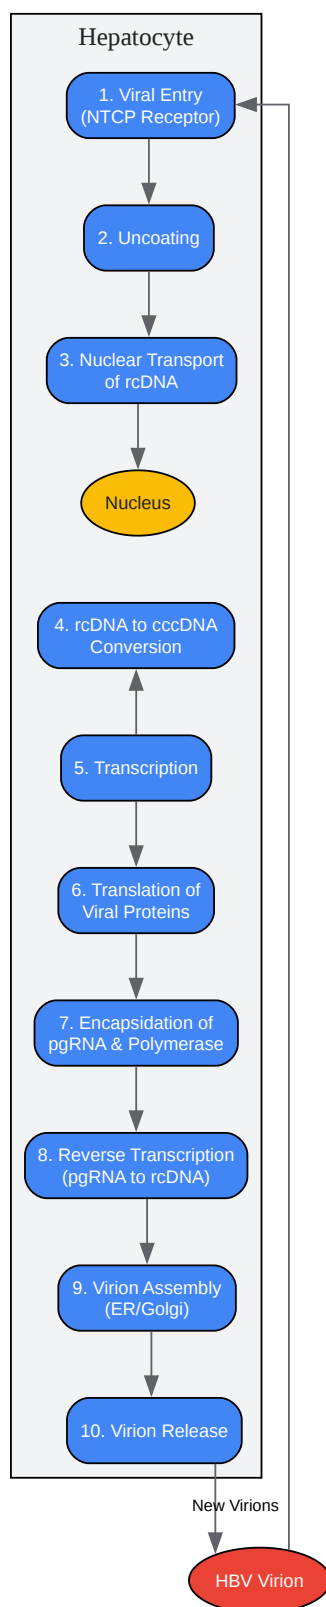 Hepatocyte
1. Viral Entry
(NTCP Receptor)
2. Uncoating
3. Nuclear Transport
of rcDNA
Nucleus
4. rcDNA to cccDNA
Conversion
5. Transcription
6. Translation of
Viral Proteins
7. Encapsidation of
pgRNA & Polymerase
8. Reverse Transcription
(pgRNA to rcDNA)
9. Virion Assembly
(ER/Golgi)
10. Virion Release
New Virions
HBV Virion